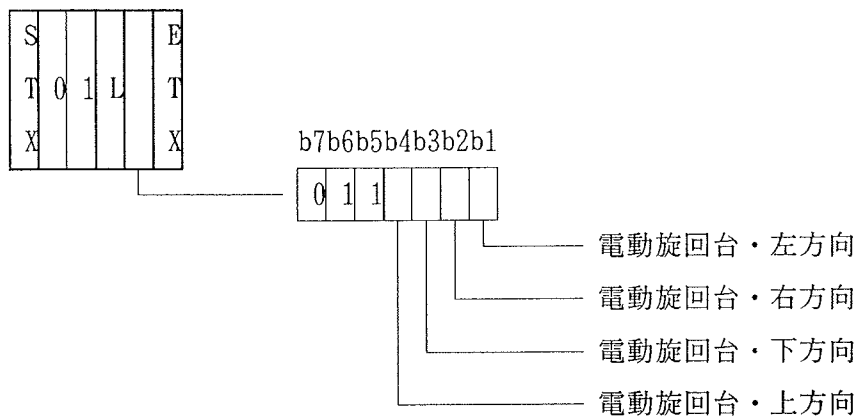 STX 0 1 L ETX
b7b6b5b4b3b2b1
0 1 1
電動旋回台・左方向
電動旋回台・右方向
電動旋回台・下方向
電動旋回台・上方向